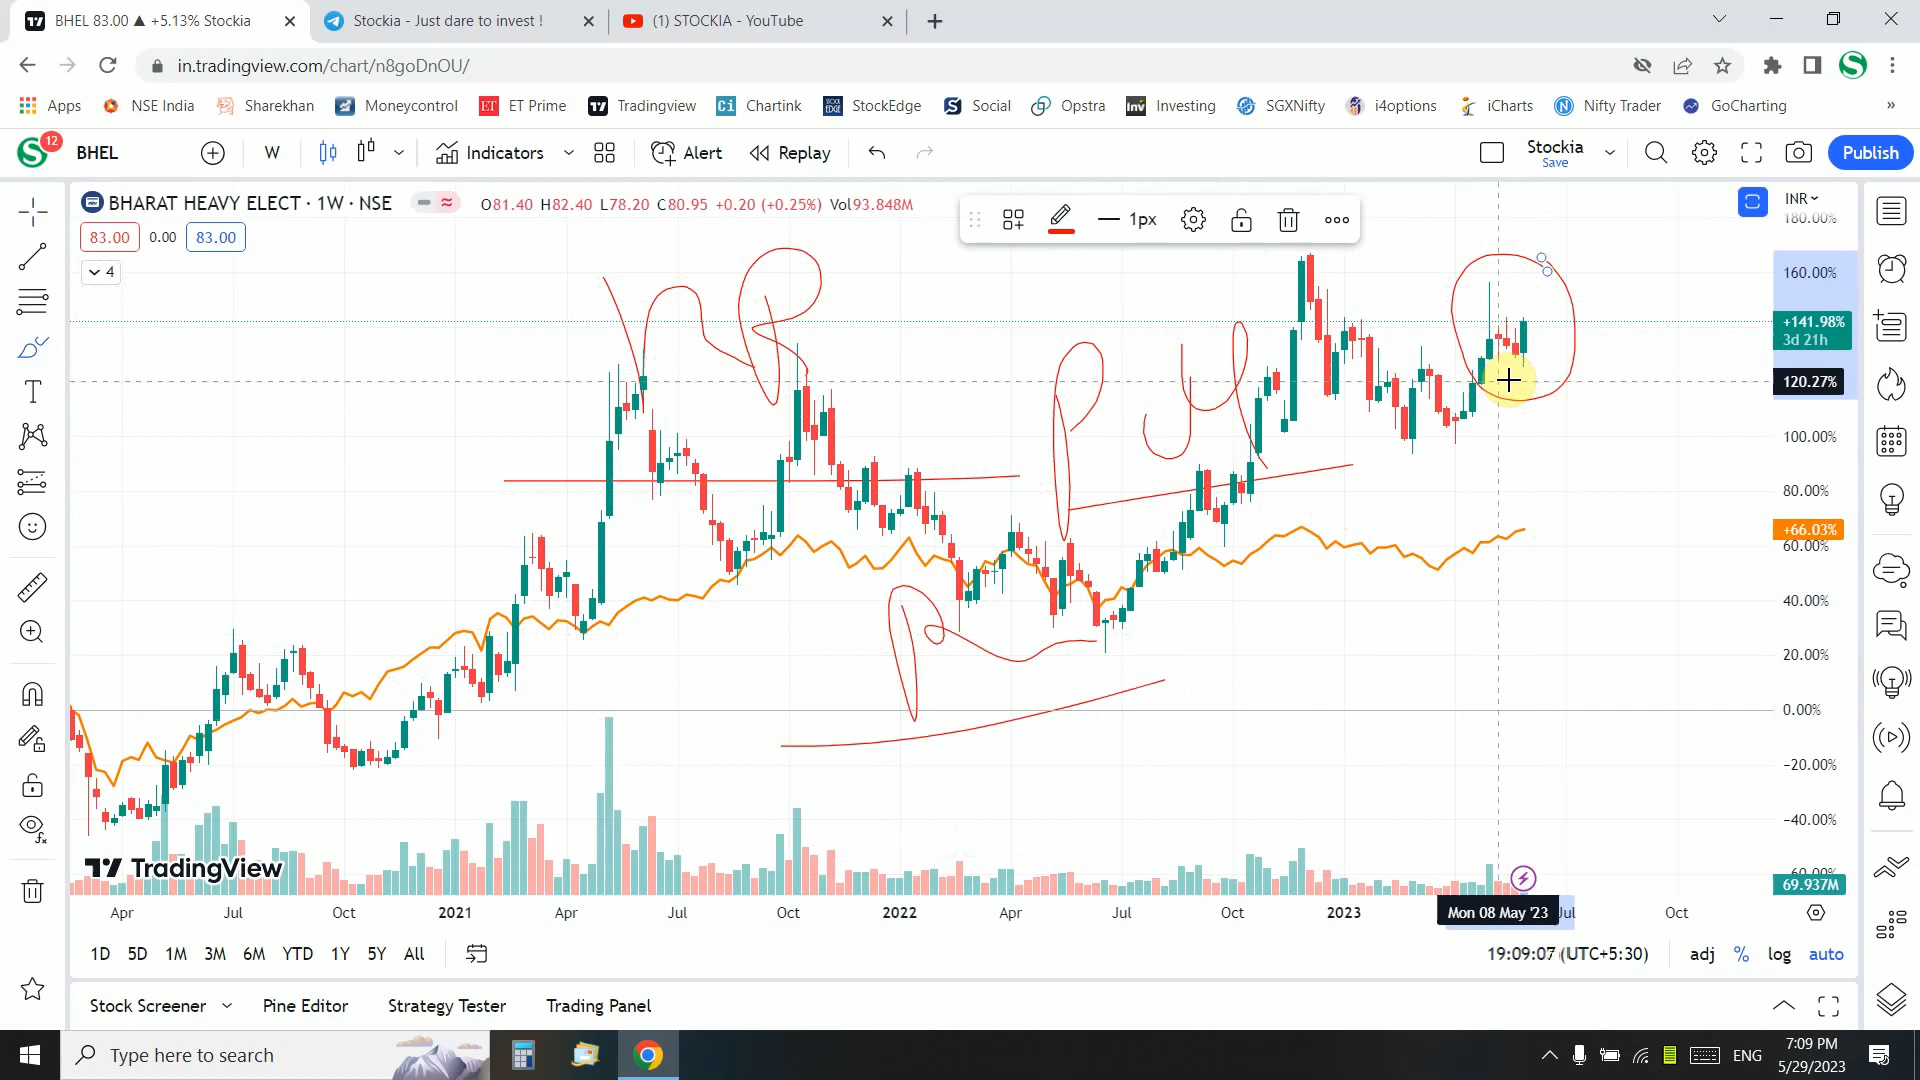 BHEL 83.00 ▲ +5.13% Stockia
Stockia - Just dare to invest !
(1) STOCKIA - YouTube
in.tradingview.com/chart/n8goDnOU/
Apps NSE India Sharekhan Moneycontrol ET Prime Tradingview Chartink StockEdge Social Opstra Investing SGXNifty i4options iCharts Nifty Trader GoCharting »
12 BHEL W Indicators Alert Replay Stockia Save Publish
BHARAT HEAVY ELECT · 1W · NSE O81.40 H82.40 L78.20 C80.95 +0.20 (+0.25%) Vol93.848M
1px
INR
180.00%
83.00 0.00 83.00
4
160.00%
+141.98%
3d 21h
120.27%
100.00%
80.00%
+66.03%
60.00%
40.00%
20.00%
0.00%
−20.00%
−40.00%
69.937M
TradingView
Apr Jul Oct 2021 Apr Jul Oct 2022 Apr Jul Oct 2023 Mon 08 May '23 Jul Oct
1D 5D 1M 3M 6M YTD 1Y 5Y All 19:09:07 (UTC+5:30) adj % log auto
Stock Screener Pine Editor Strategy Tester Trading Panel
Type here to search
ENG
7:09 PM
5/29/2023